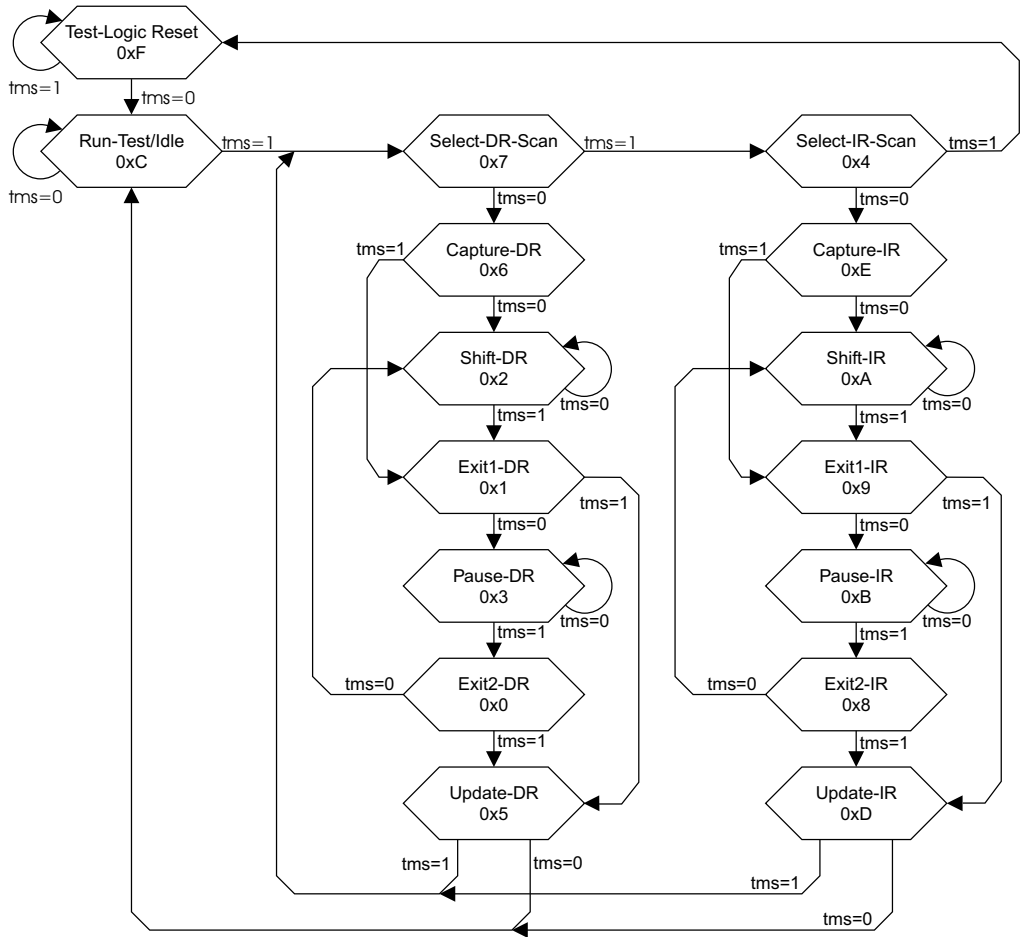 Test-Logic Reset
0xF
tms=1
tms=0
Run-Test/Idle
0xC
tms=0
tms=1
Select-DR-Scan
0x7
tms=1
Select-IR-Scan
0x4
tms=1
tms=0
tms=0
tms=1
Capture-DR
0x6
tms=0
tms=1
Capture-IR
0xE
tms=0
Shift-DR
0x2
tms=0
tms=1
Shift-IR
0xA
tms=0
tms=1
Exit1-DR
0x1
tms=1
tms=0
Exit1-IR
0x9
tms=1
tms=0
Pause-DR
0x3
tms=0
tms=1
Pause-IR
0xB
tms=0
tms=1
tms=0
Exit2-DR
0x0
tms=1
tms=0
Exit2-IR
0x8
tms=1
Update-DR
0x5
Update-IR
0xD
tms=1
tms=0
tms=1
tms=0